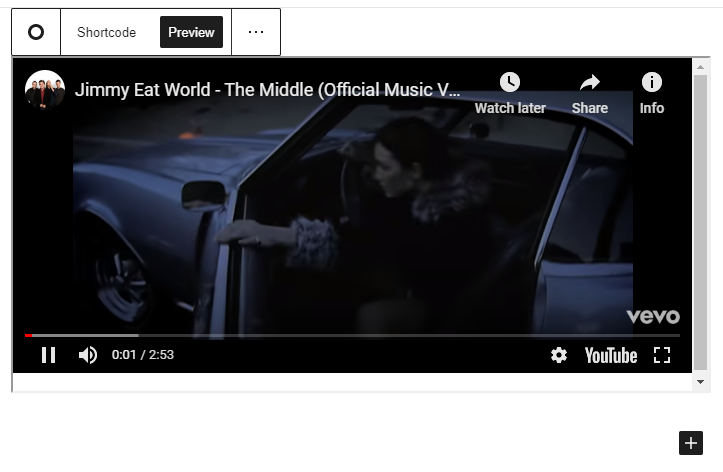 Shortcode Preview
Jimmy Eat World - The Middle (Official Music V...
Watch later Share Info
vevo
0:01 / 2:53 YouTube